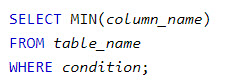 SELECT MIN(column_name)
FROM table_name
WHERE condition;